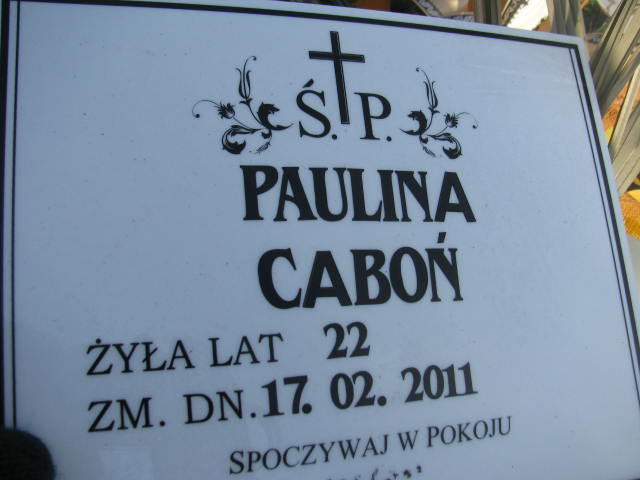 Ś. P.
PAULINA
CABOŃ
ŻYŁA LAT 22
ZM. DN. 17. 02. 2011
SPOCZYWAJ W POKOJU